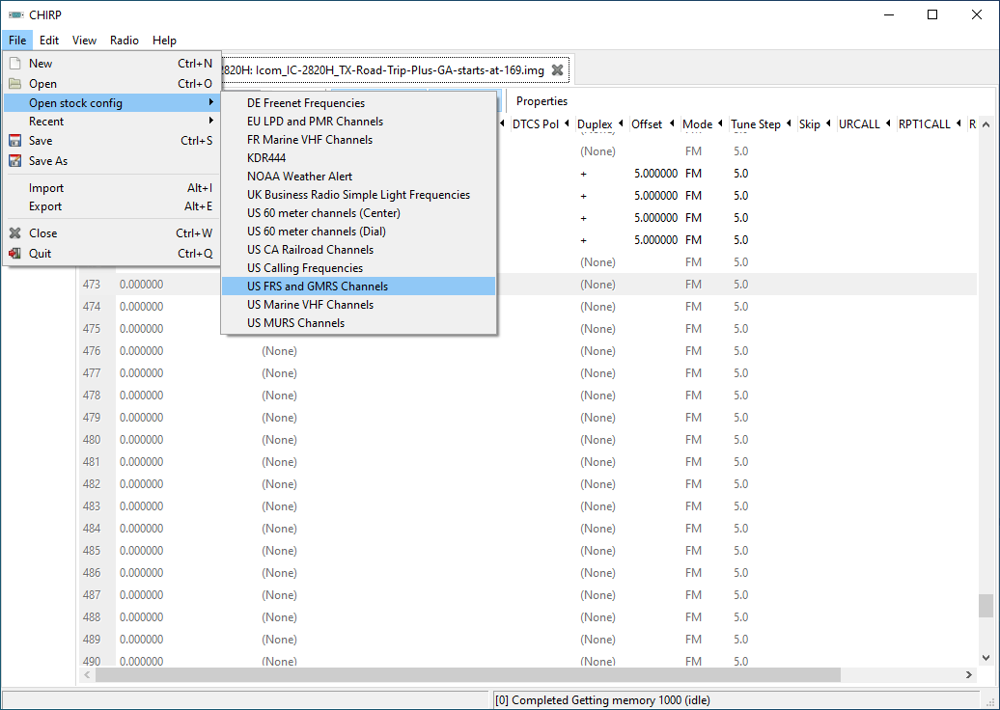 CHIRP
File Edit View Radio Help
820H: Icom_IC-2820H_TX-Road-Trip-Plus-GA-starts-at-169.img
New Ctrl+N
Open Ctrl+O
Open stock config
Recent
Save Ctrl+S
Save As
Import Alt+I
Export Alt+E
Close Ctrl+W
Quit Ctrl+Q
DE Freenet Frequencies
EU LPD and PMR Channels
FR Marine VHF Channels
KDR444
NOAA Weather Alert
UK Business Radio Simple Light Frequencies
US 60 meter channels (Center)
US 60 meter channels (Dial)
US CA Railroad Channels
US Calling Frequencies
US FRS and GMRS Channels
US Marine VHF Channels
US MURS Channels
Properties
DTCS Pol Duplex Offset Mode Tune Step Skip URCALL RPT1CALL R
(None) FM 5.0
+ 5.000000 FM 5.0
+ 5.000000 FM 5.0
+ 5.000000 FM 5.0
+ 5.000000 FM 5.0
(None) FM 5.0
473 0.000000 (None) FM 5.0
474 0.000000 (None) FM 5.0
475 0.000000 (None) FM 5.0
476 0.000000 (None) (None) FM 5.0
477 0.000000 (None) (None) FM 5.0
478 0.000000 (None) (None) FM 5.0
479 0.000000 (None) (None) FM 5.0
480 0.000000 (None) (None) FM 5.0
481 0.000000 (None) (None) FM 5.0
482 0.000000 (None) (None) FM 5.0
483 0.000000 (None) (None) FM 5.0
484 0.000000 (None) (None) FM 5.0
485 0.000000 (None) (None) FM 5.0
486 0.000000 (None) (None) FM 5.0
487 0.000000 (None) (None) FM 5.0
488 0.000000 (None) (None) FM 5.0
489 0.000000 (None) (None) FM 5.0
490 0.000000 (None) (None) FM 5.0
[0] Completed Getting memory 1000 (idle)